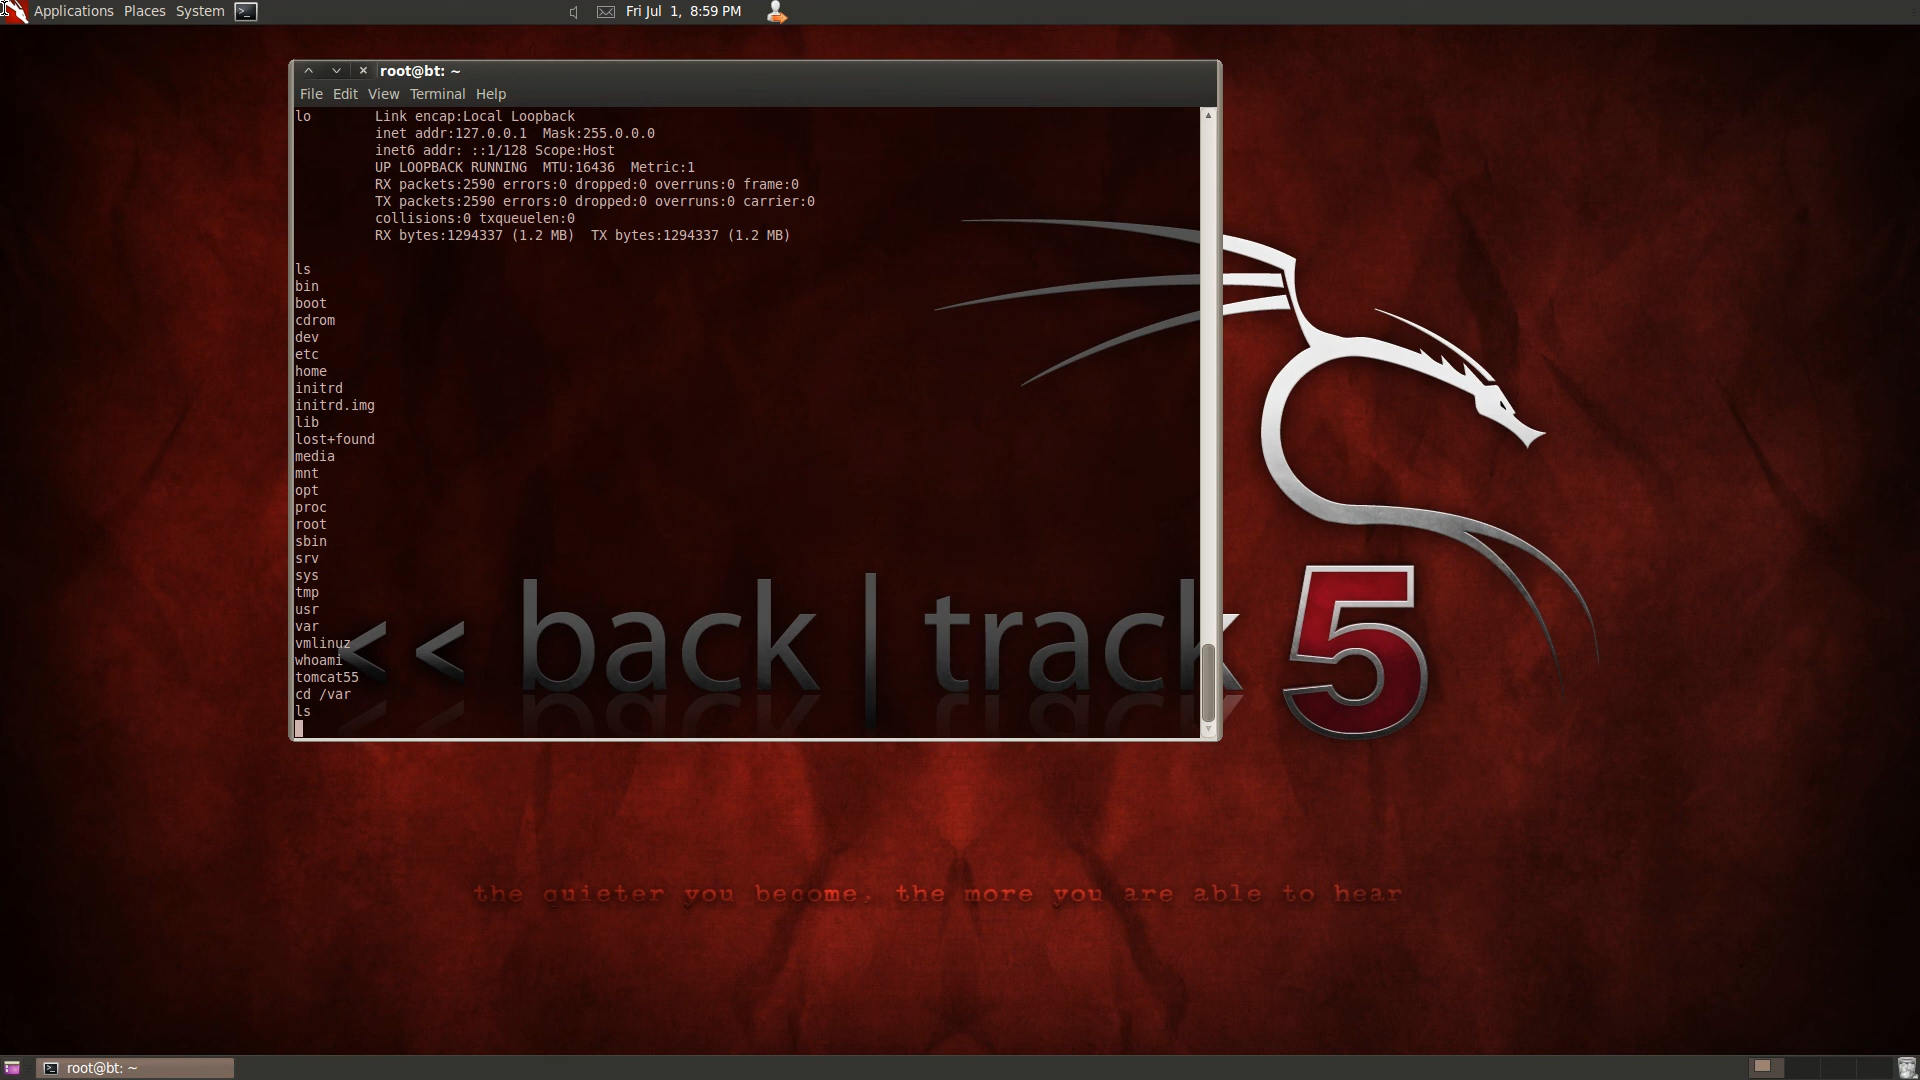 Applications Places System Fri Jul 1, 8:59 PM
root@bt: ~
File Edit View Terminal Help
lo Link encap:Local Loopback
inet addr:127.0.0.1 Mask:255.0.0.0
inet6 addr: ::1/128 Scope:Host
UP LOOPBACK RUNNING MTU:16436 Metric:1
RX packets:2590 errors:0 dropped:0 overruns:0 frame:0
TX packets:2590 errors:0 dropped:0 overruns:0 carrier:0
collisions:0 txqueuelen:0
RX bytes:1294337 (1.2 MB) TX bytes:1294337 (1.2 MB)
ls
bin
boot
cdrom
dev
etc
home
initrd
initrd.img
lib
lost+found
media
mnt
opt
proc
root
sbin
srv
sys
tmp
usr
var
vmlinuz
whoami
tomcat55
cd /var
ls
<< back | track 5
the quieter you become, the more you are able to hear
root@bt: ~